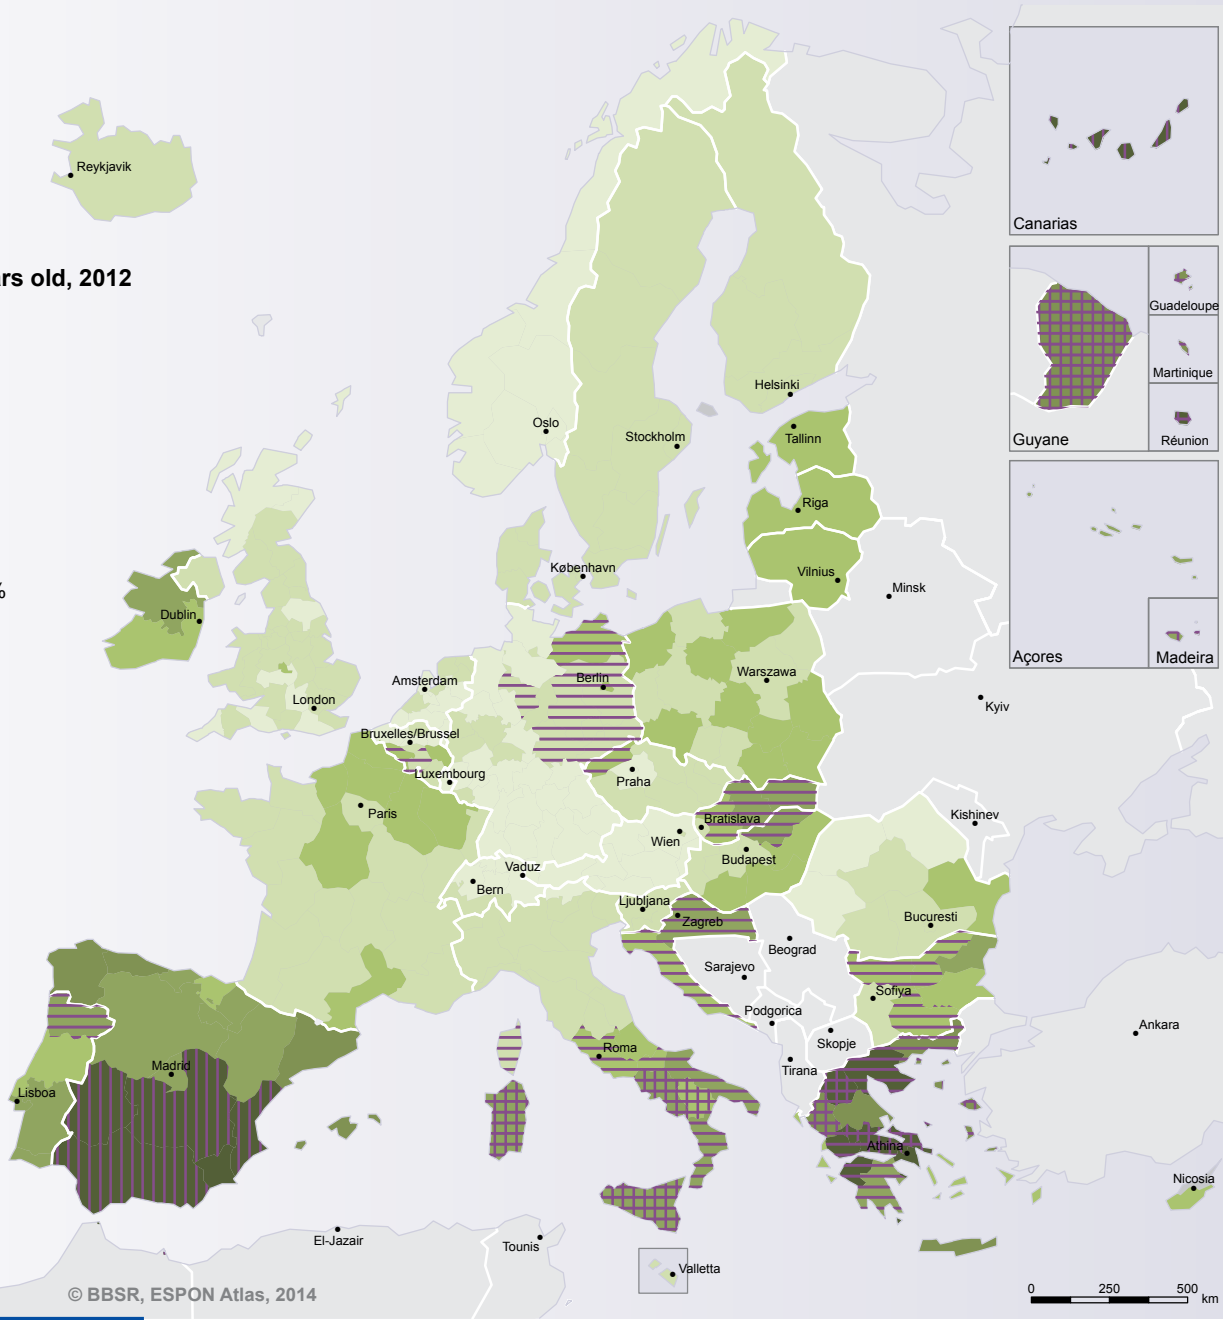 Canarias
Reykjavik
rs old, 2012
Guadeloupe
Martinique
Guyane
Réunion
Helsinki
Oslo
Stockholm
Tallinn
Riga
København
Vilnius
Minsk
%
Dublin
Açores
Madeira
Amsterdam
Berlin
Warszawa
London
Kyiv
Bruxelles/Brussel
Luxembourg
Praha
Paris
Bratislava
Kishinev
Wien
Budapest
Vaduz
Bern
Ljubljana
Zagreb
Bucuresti
Beograd
Sarajevo
Sofiya
Podgorica
Ankara
Roma
Skopje
Madrid
Tirana
Lisboa
Athina
Nicosia
El-Jazair
Tounis
Valletta
© BBSR, ESPON Atlas, 2014
0 250 500
km